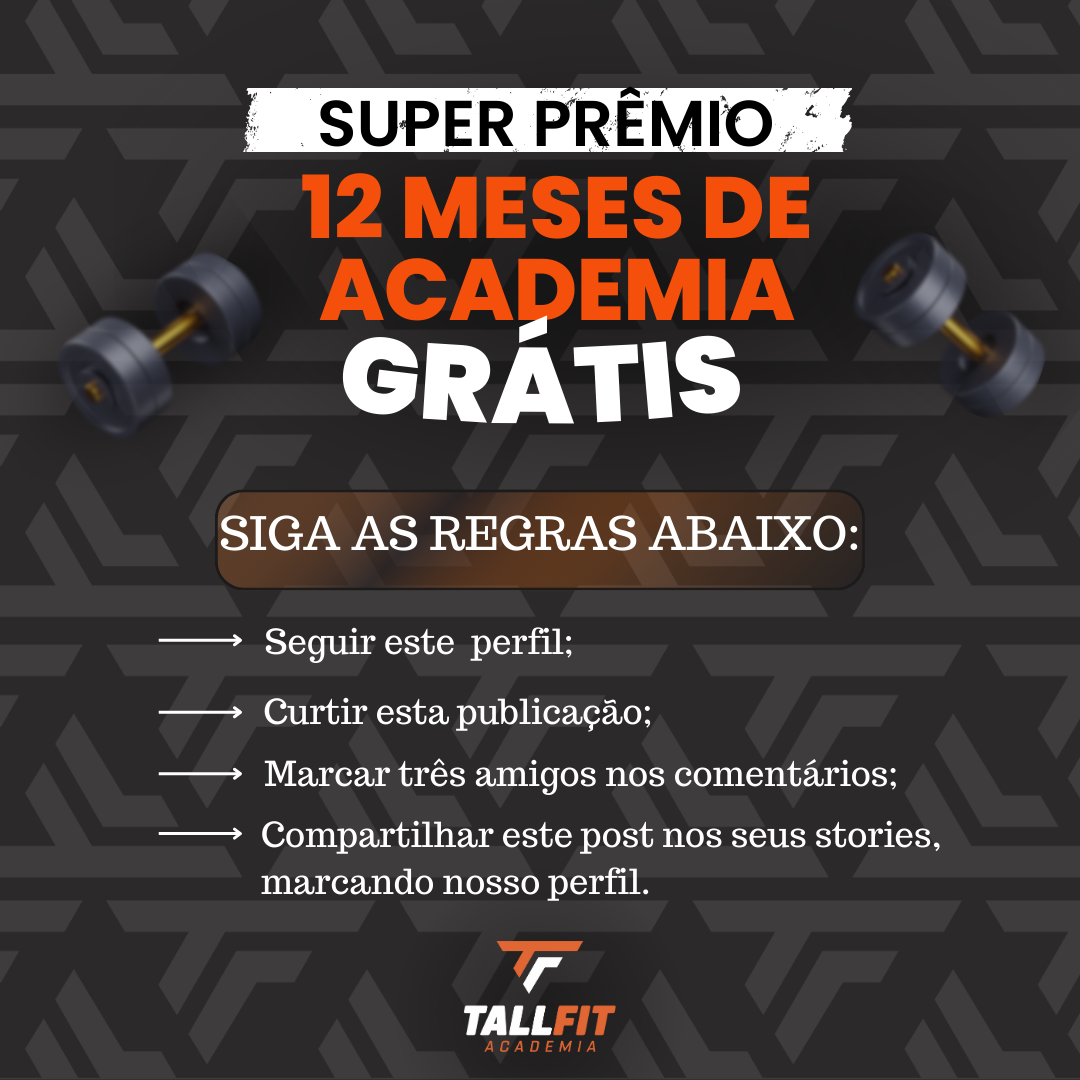 SUPER PRÊMIO
12 MESES DE
ACADEMIA
GRÁTIS
SIGA AS REGRAS ABAIXO:
Seguir este perfil;
Curtir esta publicação;
Marcar três amigos nos comentários;
Compartilhar este post nos seus stories,
marcando nosso perfil.
TALLFIT
ACADEMIA